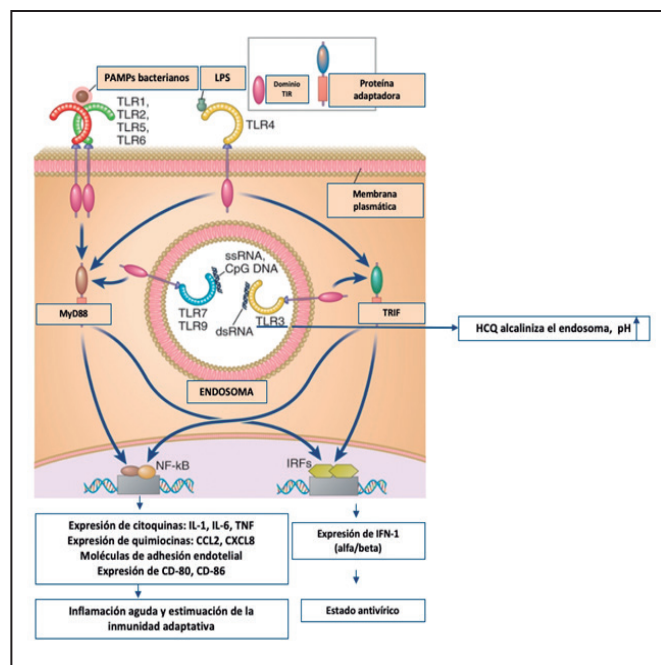 PAMPs bacterianos
LPS
Dominio
TIR
Proteína
adaptadora
TLR1,
TLR2,
TLR5,
TLR6
TLR4
Membrana
plasmática
ssRNA,
CpG DNA
TLR7
TLR9
dsRNA
TLR3
MyD88
TRIF
HCQ alcaliniza el endosoma, pH
ENDOSOMA
NF-kB
IRFs
Expresión de citoquinas: IL-1, IL-6, TNF
Expresión de quimiocinas: CCL2, CXCL8
Moléculas de adhesión endotelial
Expresión de CD-80, CD-86
Expresión de IFN-1
(alfa/beta)
Inflamación aguda y estimuación de la
inmunidad adaptativa
Estado antivírico